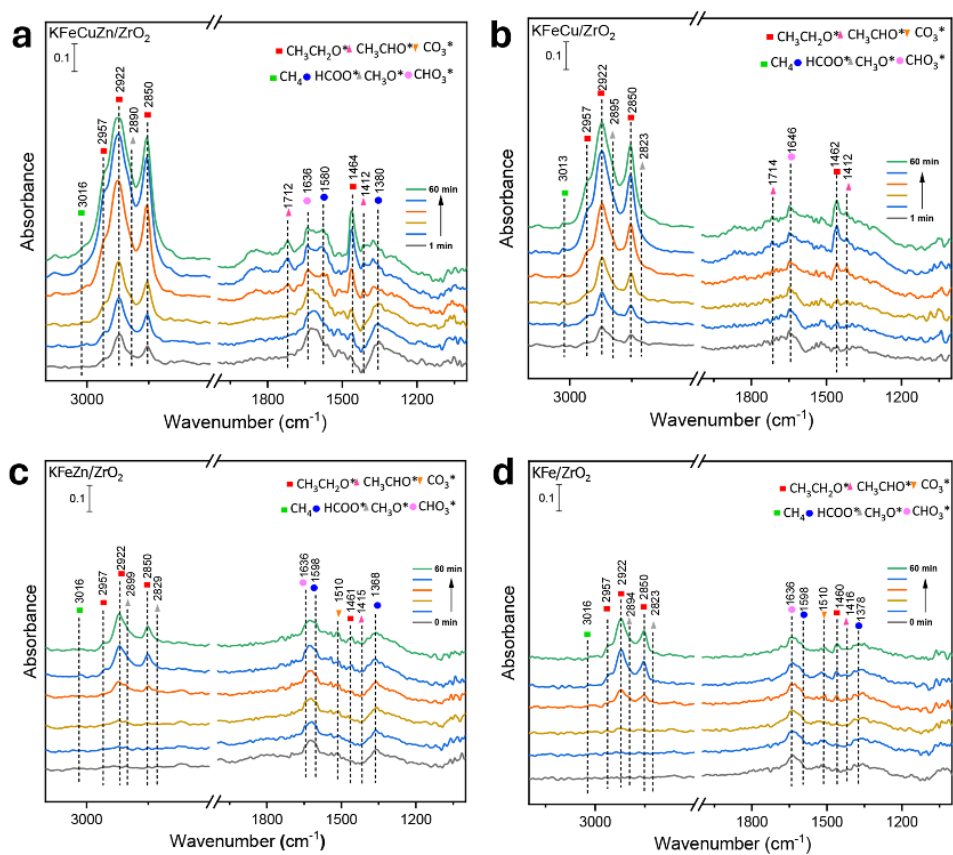 a
KFeCuZn/ZrO₂
0.1
CH₃CH₂O* CH₃CHO* CO₃*
CH₄ HCOO* CH₃O* CHO₃*
3016
2957
2922
2890
2850
1712
1636
1580
1464
1412
1380
60 min
1 min
Absorbance
3000 1800 1500 1200
Wavenumber (cm⁻¹)
b
KFeCu/ZrO₂
0.1
CH₃CH₂O* CH₃CHO* CO₃*
CH₄ HCOO* CH₃O* CHO₃*
3013
2957
2922
2895
2850
2823
1714
1646
1462
1412
60 min
1 min
Absorbance
3000 1800 1500 1200
Wavenumber (cm⁻¹)
c
KFeZn/ZrO₂
0.1
CH₃CH₂O* CH₃CHO* CO₃*
CH₄ HCOO* CH₃O* CHO₃*
3016
2957
2922
2899
2850
2829
1636
1598
1510
1461
1415
1368
60 min
0 min
Absorbance
3000 1800 1500 1200
Wavenumber (cm⁻¹)
d
KFe/ZrO₂
0.1
CH₃CH₂O* CH₃CHO* CO₃*
CH₄ HCOO* CH₃O* CHO₃*
3016
2957
2922
2894
2850
2823
1636
1598
1510
1460
1416
1378
60 min
0 min
Absorbance
3000 1800 1500 1200
Wavenumber (cm⁻¹)